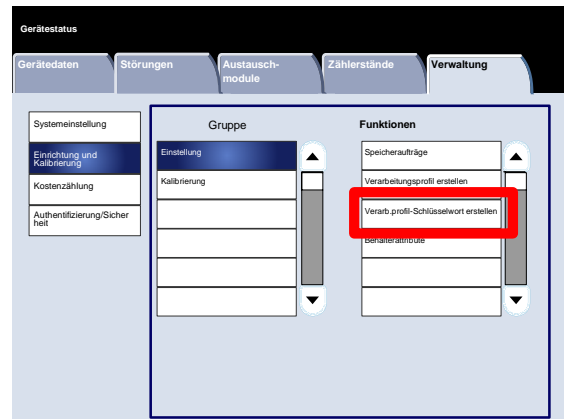 Gerätestatus
Gerätedaten
Störungen
Austausch-
module
Zählerstände
Verwaltung
Systemeinstellung
Einrichtung und
Kalibrierung
Kostenzählung
Authentifizierung/Sicher
heit
Gruppe
Einstellung
Kalibrierung
Funktionen
Speicheraufträge
Verarbeitungsprofil erstellen
Verarb.profil-Schlüsselwort erstellen
Behälterattribute